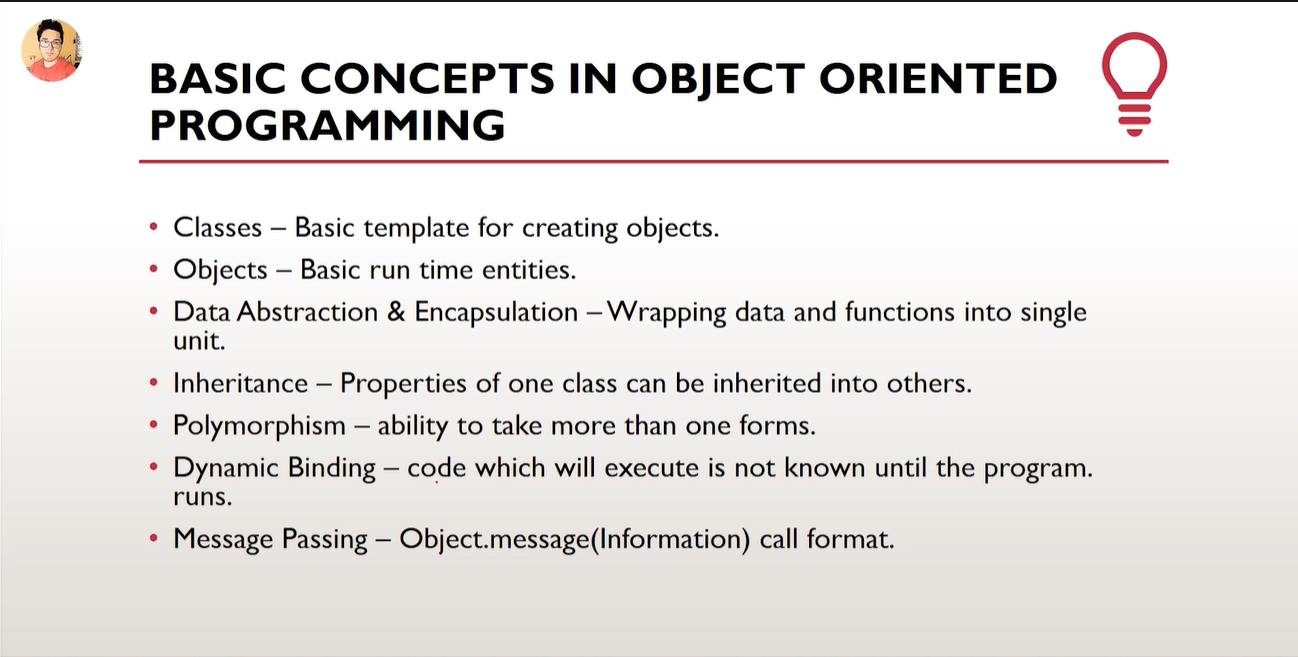 BASIC CONCEPTS IN OBJECT ORIENTED
PROGRAMMING
• Classes – Basic template for creating objects.
• Objects – Basic run time entities.
• Data Abstraction & Encapsulation – Wrapping data and functions into single
unit.
• Inheritance – Properties of one class can be inherited into others.
• Polymorphism – ability to take more than one forms.
• Dynamic Binding – code which will execute is not known until the program.
runs.
• Message Passing – Object.message(Information) call format.